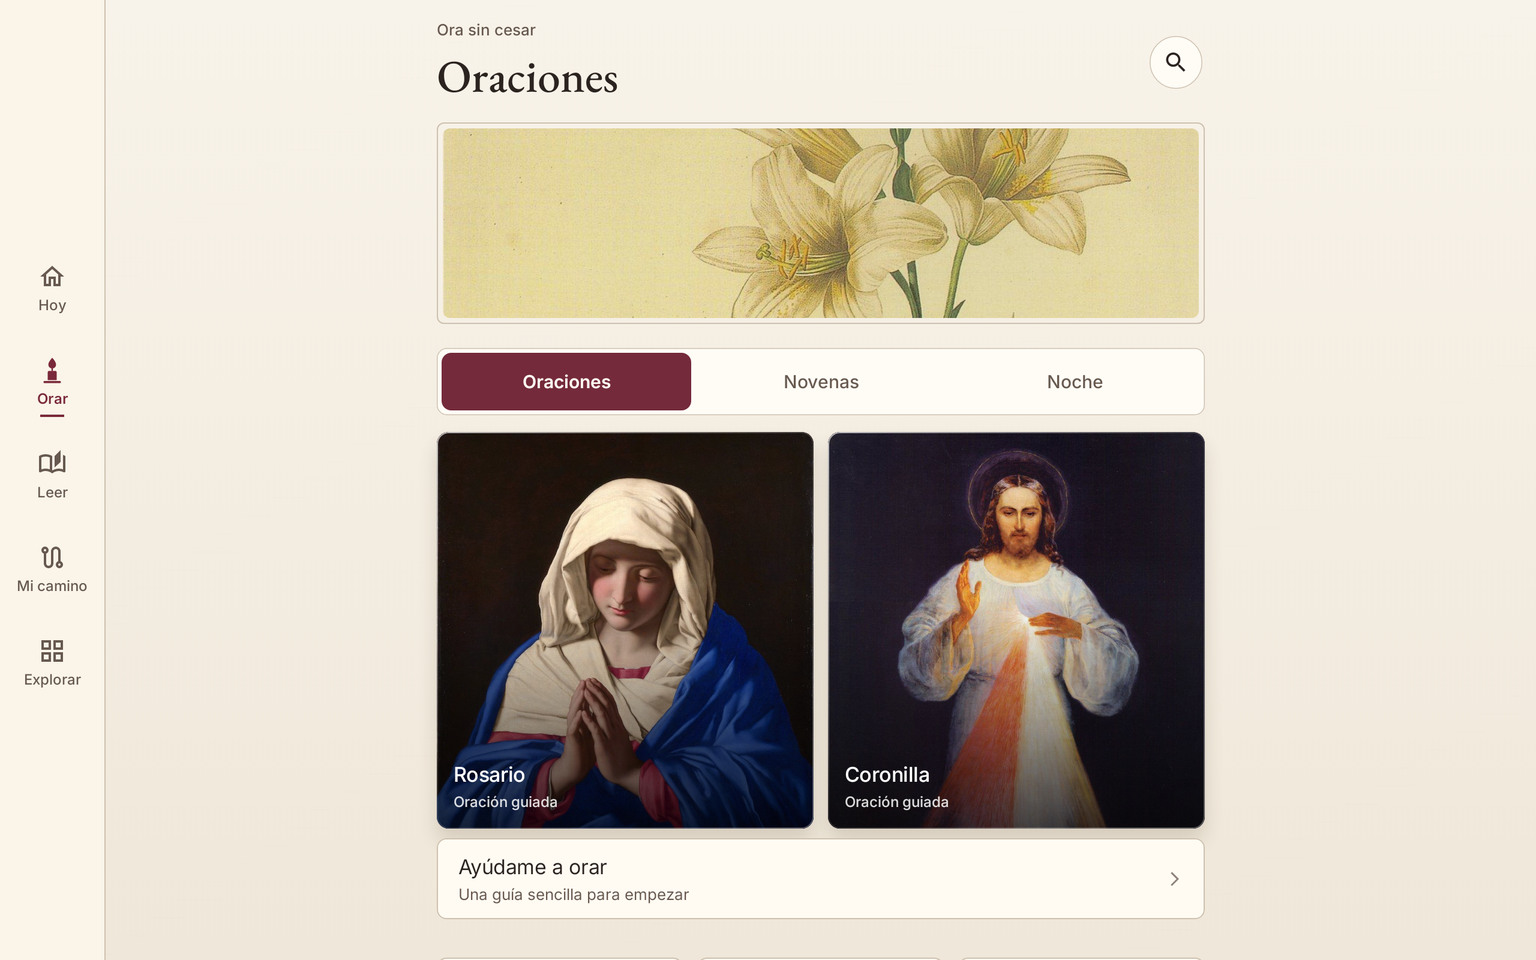 Ora sin cesar
Oraciones
Hoy
Orar
Leer
Mi camino
Explorar
Oraciones
Novenas
Noche
Rosario
Oración guiada
Coronilla
Oración guiada
Ayúdame a orar
Una guía sencilla para empezar